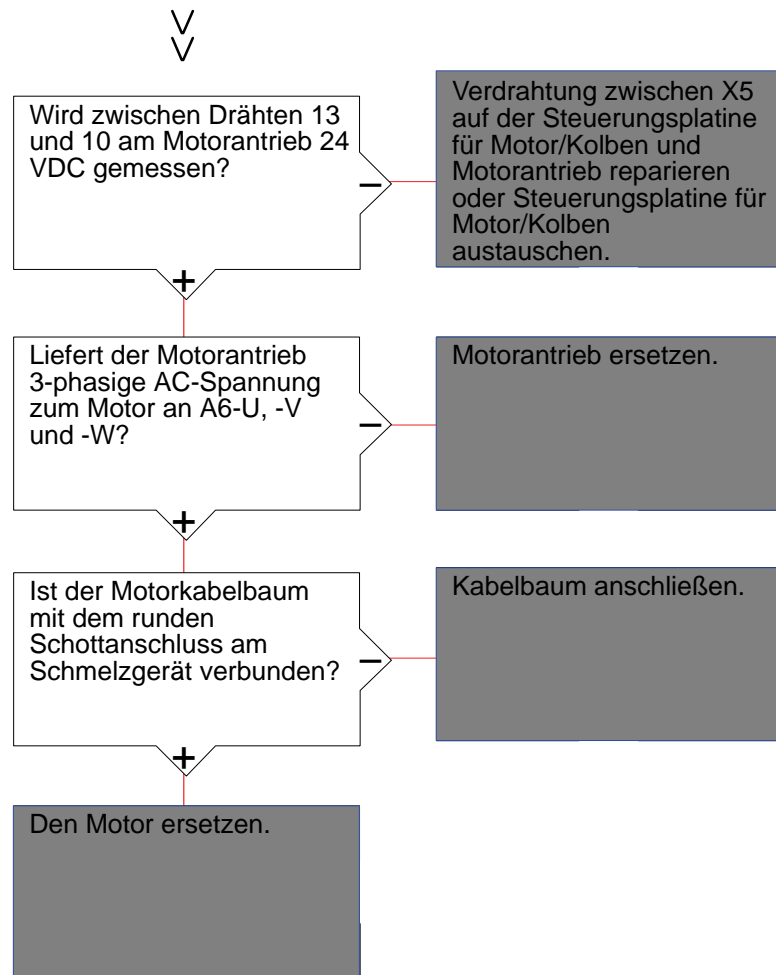 Wird zwischen Drähten 13
und 10 am Motorantrieb 24
VDC gemessen?
−
+
Verdrahtung zwischen X5
auf der Steuerungsplatine
für Motor/Kolben und
Motorantrieb reparieren
oder Steuerungsplatine für
Motor/Kolben
austauschen.
Liefert der Motorantrieb
3-phasige AC-Spannung
zum Motor an A6-U, -V
und -W?
−
+
Motorantrieb ersetzen.
Ist der Motorkabelbaum
mit dem runden
Schottanschluss am
Schmelzgerät verbunden?
−
+
Kabelbaum anschließen.
Den Motor ersetzen.